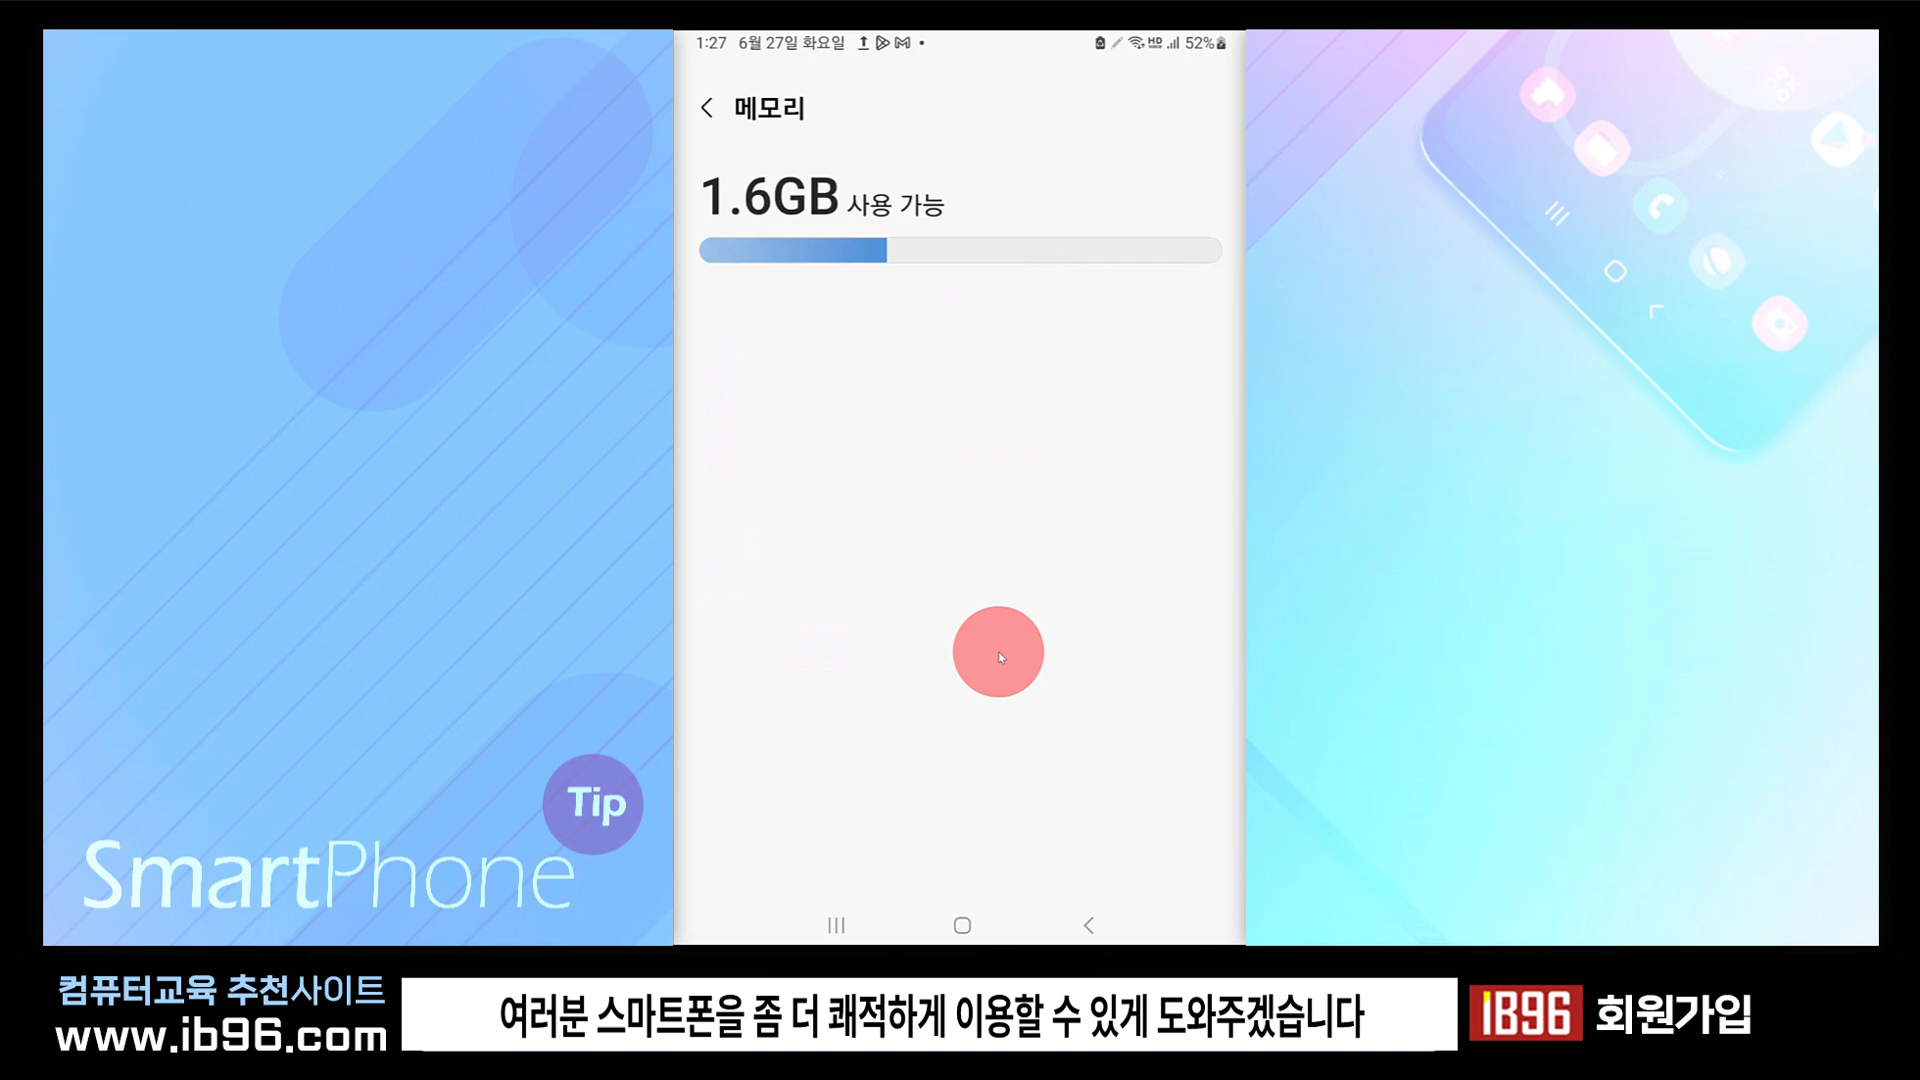 1:27 6월 27일 화요일
HD VOICE 52%
메모리
1.6GB 사용 가능
Tip
SmartPhone
컴퓨터교육 추천사이트
www.ib96.com
여러분 스마트폰을 좀 더 쾌적하게 이용할 수 있게 도와주겠습니다
IB96 회원가입